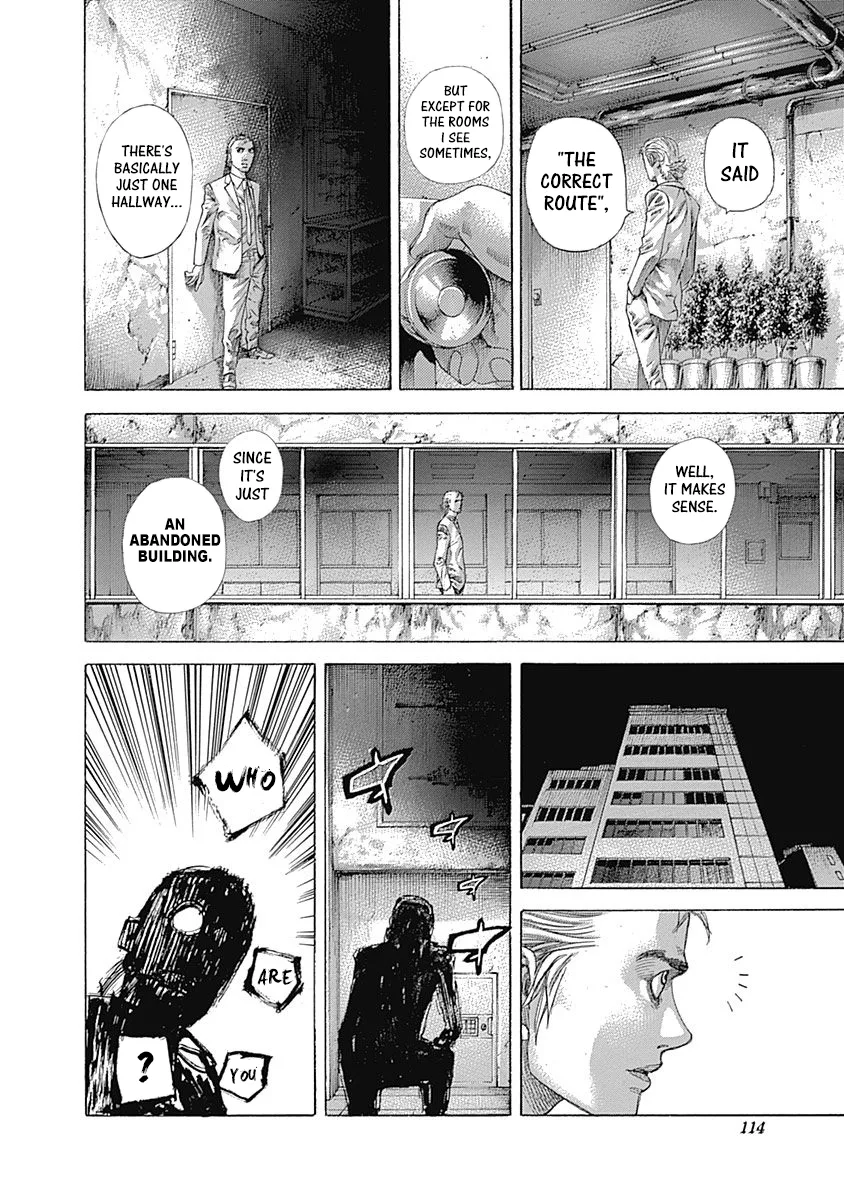 IT
SAID
"THE
CORRECT
ROUTE",
BUT
EXCEPT FOR
THE ROOMS
I SEE
SOMETIMES,
THERE'S
BASICALLY
JUST ONE
HALLWAY...
WELL,
IT MAKES
SENSE.
SINCE
IT'S
JUST
AN
ABANDONED
BUILDING.
WHO
ARE
YOU
?
114